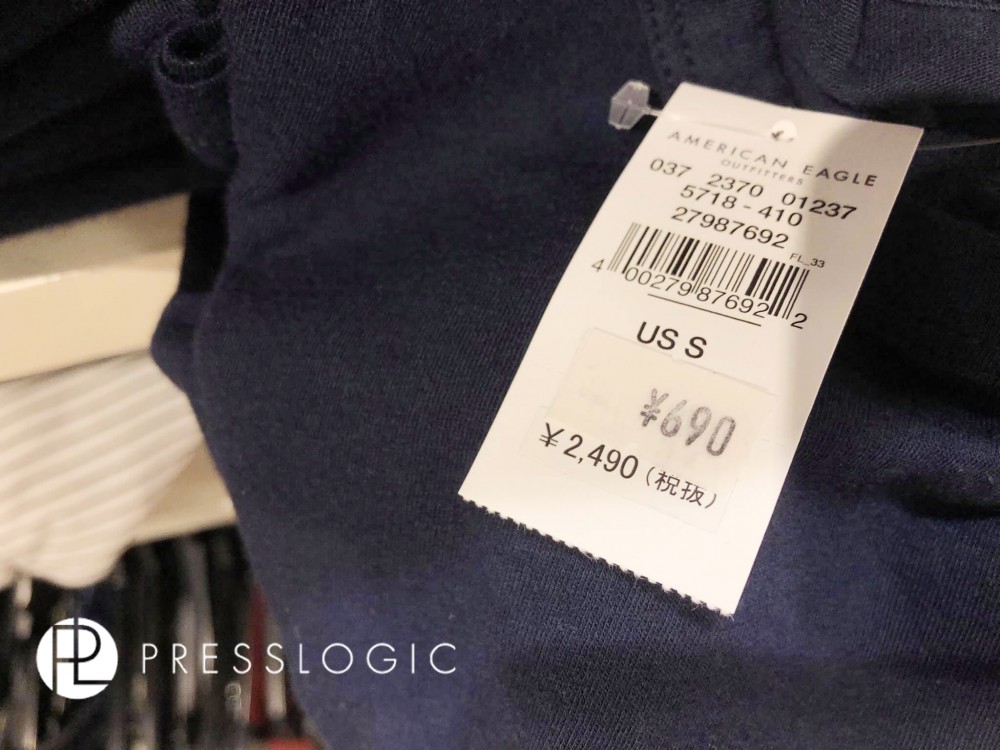 AMERICAN EAGLE
OUTFITTERS
037 2370 01237
5718-410
27987692
FL_33
4 00279 87692 2
US S
¥690
¥2,490(税抜)
PL PRESSLOGIC